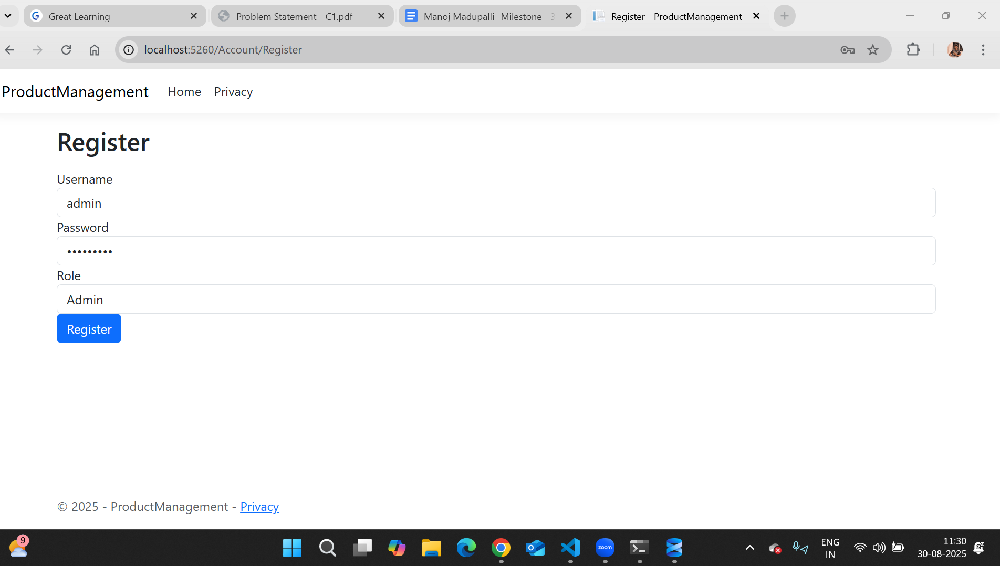 Great Learning
Problem Statement - C1.pdf
Manoj Madupalli -Milestone - 3
Register - ProductManagement
localhost:5260/Account/Register
ProductManagement Home Privacy
Register
Username
admin
Password
•••••••••
Role
Admin
Register
© 2025 - ProductManagement - Privacy
9
zoom
ENG
IN
11:30
30-08-2025